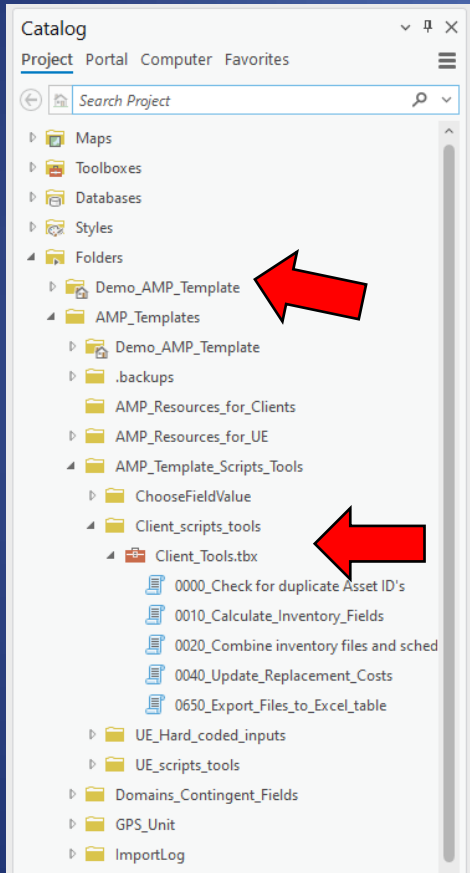 Catalog
Project Portal Computer Favorites
Search Project
Maps
Toolboxes
Databases
Styles
Folders
Demo_AMP_Template
AMP_Templates
Demo_AMP_Template
.backups
AMP_Resources_for_Clients
AMP_Resources_for_UE
AMP_Template_Scripts_Tools
ChooseFieldValue
Client_scripts_tools
Client_Tools.tbx
0000_Check for duplicate Asset ID's
0010_Calculate_Inventory_Fields
0020_Combine inventory files and sched
0040_Update_Replacement_Costs
0650_Export_Files_to_Excel_table
UE_Hard_coded_inputs
UE_scripts_tools
Domains_Contingent_Fields
GPS_Unit
ImportLog